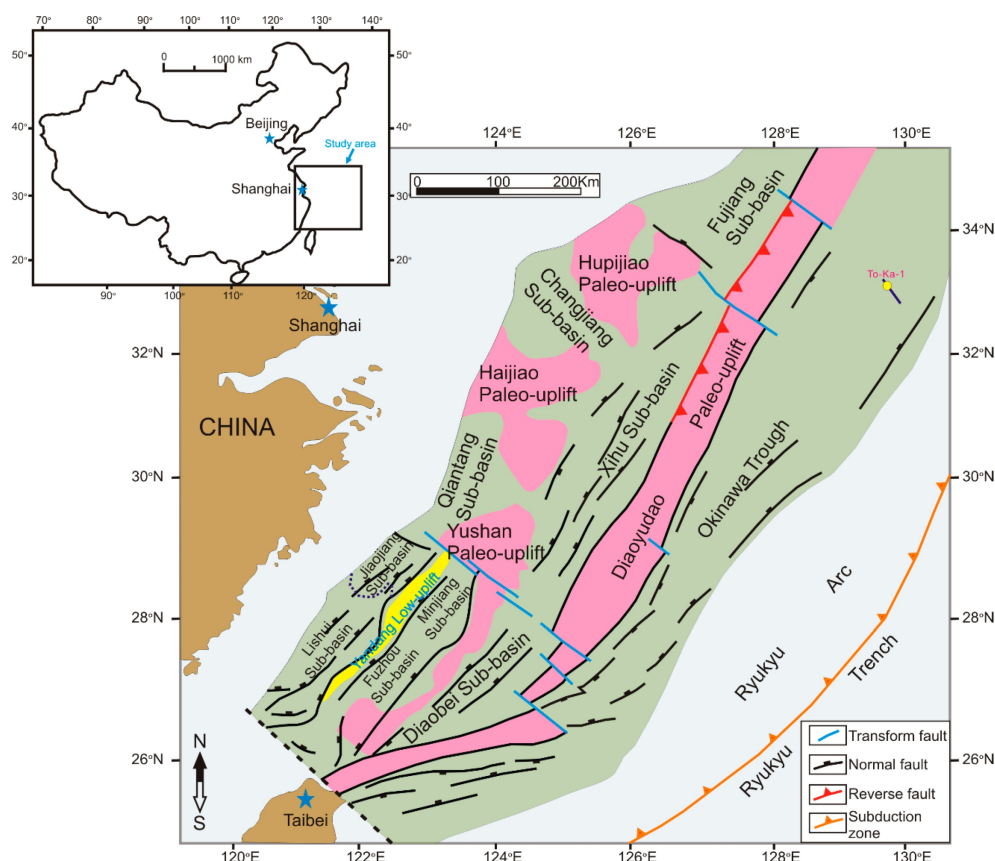 70° 80° 90° 100° 110° 120° 130° 140°
0 1000 km
50° 50°
Beijing
40° 40°
Study area
Shanghai
30° 30°
20° 20°
90° 100° 110° 120°
124°E 126°E 128°E 130°E
0 100 200Km
Fujiang
Sub-basin
34°N
Hupijiao
Paleo-uplift
To-Ka-1
Changjiang
Sub-basin
Shanghai
32°N 32°N
Haijiao
Paleo-uplift
Paleo-uplift
CHINA
Xihu Sub-basin
Qiantang
Sub-basin
30°N 30°N
Okinawa Trough
Yushan
Paleo-uplift
Diaoyudao
Jiaojiang
Sub-basin
Minjiang
Sub-basin
Yandang Low-uplift
28°N 28°N
Arc
Lishui
Sub-basin
Fuzhou
Sub-basin
Trench
Ryukyu
Diaobei Sub-basin
Ryukyu
26°N 26°N
N
S
Transform fault
Normal fault
Reverse fault
Subduction
zone
Taibei
120°E 122°E 124°E 126°E 128°E 130°E